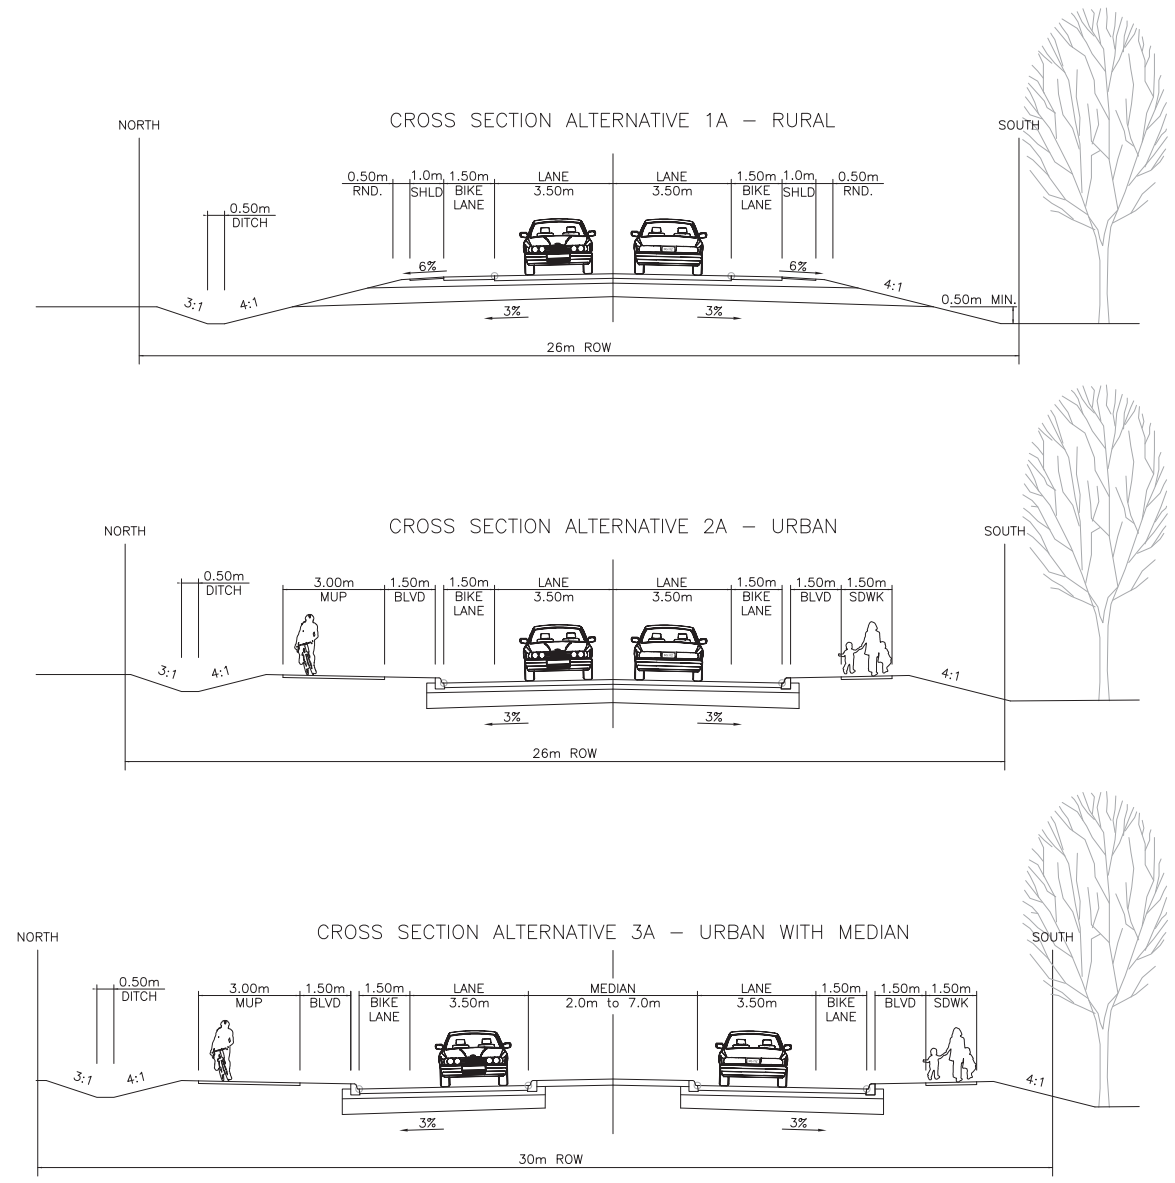 CROSS SECTION ALTERNATIVE 1A – RURAL
NORTH
SOUTH
0.50m 1.0m 1.50m LANE LANE 1.50m 1.0m 0.50m
RND. SHLD BIKE 3.50m 3.50m BIKE SHLD RND.
LANE LANE
0.50m
DITCH
6% 6%
3:1 4:1 4:1
0.50m MIN.
3% 3%
26m ROW
CROSS SECTION ALTERNATIVE 2A – URBAN
NORTH SOUTH
0.50m 3.00m 1.50m 1.50m LANE LANE 1.50m 1.50m 1.50m
DITCH MUP BLVD BIKE 3.50m 3.50m BIKE BLVD SDWK
LANE LANE
3:1 4:1 4:1
3% 3%
26m ROW
CROSS SECTION ALTERNATIVE 3A – URBAN WITH MEDIAN
NORTH SOUTH
0.50m 3.00m 1.50m 1.50m LANE MEDIAN LANE 1.50m 1.50m 1.50m
DITCH MUP BLVD BIKE 3.50m 2.0m to 7.0m 3.50m BIKE BLVD SDWK
LANE LANE
3:1 4:1 4:1
3% 3%
30m ROW